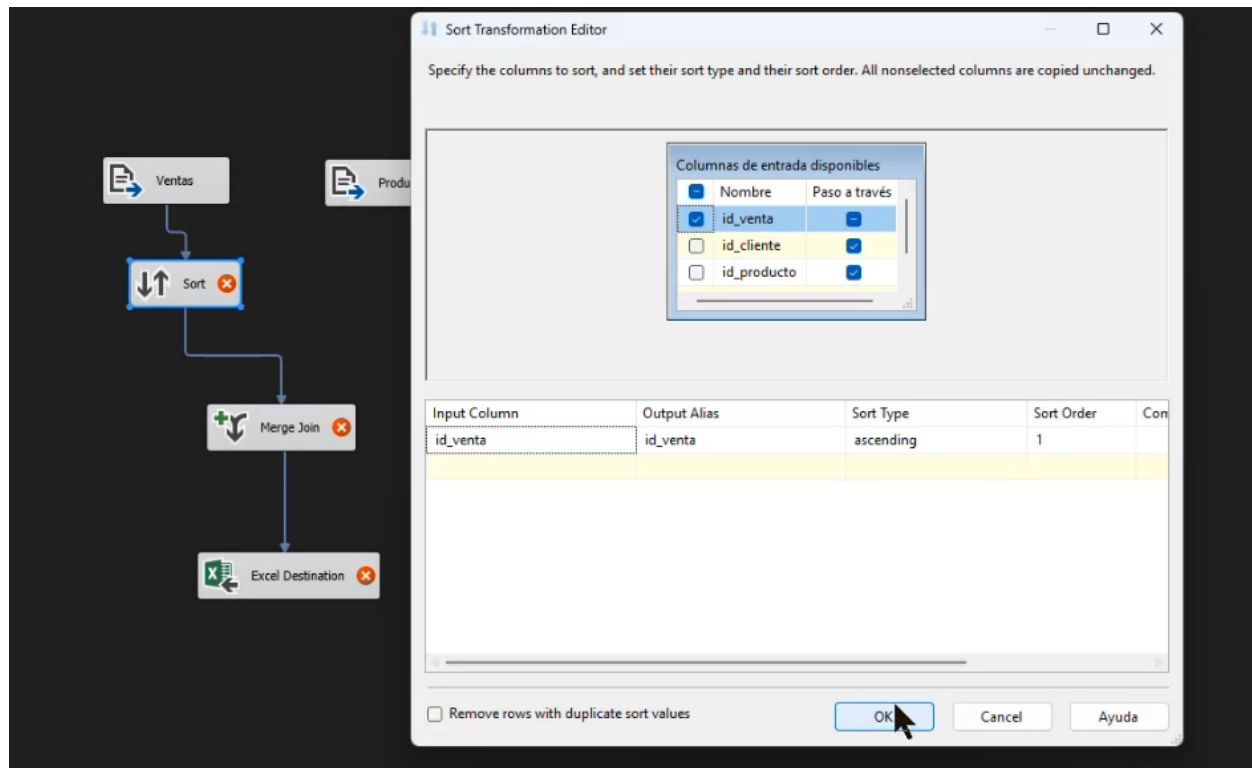 Sort Transformation Editor
Specify the columns to sort, and set their sort type and their sort order. All nonselected columns are copied unchanged.
Ventas
Produ
Sort
Merge Join
Excel Destination
Columnas de entrada disponibles
Nombre Paso a través
id_venta
id_cliente
id_producto
Input Column Output Alias Sort Type Sort Order Com
id_venta id_venta ascending 1
Remove rows with duplicate sort values
OK Cancel Ayuda